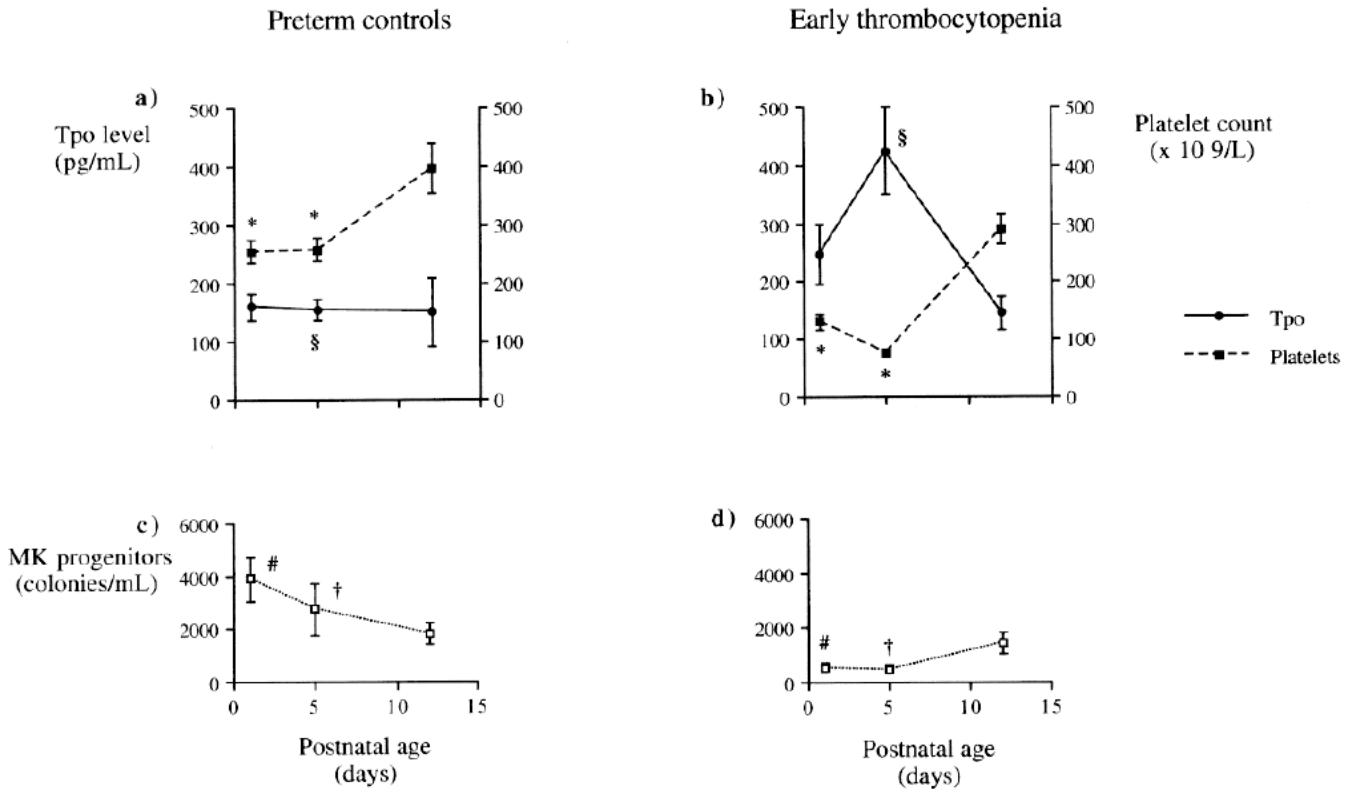 Preterm controls
Early thrombocytopenia
a)
Tpo level
(pg/mL)
500
400
300
200
100
0
*
*
§
500
400
300
200
100
0
b)
500
400
300
200
100
0
§
*
*
500
400
300
200
100
0
Platelet count
(x 10 9/L)
Tpo
Platelets
c)
MK progenitors
(colonies/mL)
6000
4000
2000
0
#
†
0
5
10
15
Postnatal age
(days)
d)
6000
4000
2000
0
#
†
0
5
10
15
Postnatal age
(days)